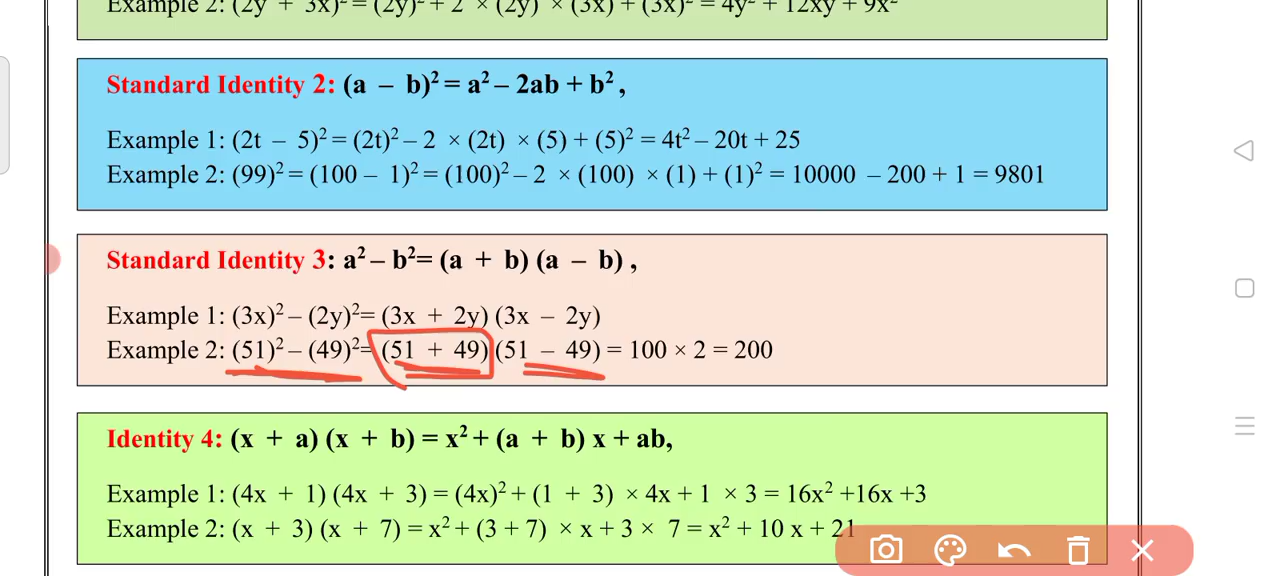 Example 2: (2y + 3x)² = (2y)² + 2 × (2y) × (3x) + (3x)² = 4y² + 12xy + 9x²
Standard Identity 2: (a – b)² = a² – 2ab + b² ,
Example 1: (2t – 5)² = (2t)² – 2 × (2t) × (5) + (5)² = 4t² – 20t + 25
Example 2: (99)² = (100 – 1)² = (100)² – 2 × (100) × (1) + (1)² = 10000 – 200 + 1 = 9801
Standard Identity 3: a² – b²= (a + b) (a – b) ,
Example 1: (3x)² – (2y)²= (3x + 2y) (3x – 2y)
Example 2: (51)² – (49)²= (51 + 49) (51 – 49) = 100 × 2 = 200
Identity 4: (x + a) (x + b) = x² + (a + b) x + ab,
Example 1: (4x + 1) (4x + 3) = (4x)² + (1 + 3) × 4x + 1 × 3 = 16x² +16x +3
Example 2: (x + 3) (x + 7) = x² + (3 + 7) × x + 3 × 7 = x² + 10 x + 21